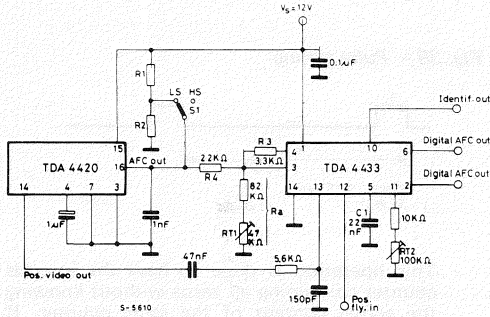 Vs=12V
0.1µF
R1
LS HS
S1
R2
Identif.out
15
TDA 4420
16
AFC out
22KΩ
R4
R3
3,3KΩ
4
1
10
3
TDA 4433
6
Digital AFC out
2
Digital AFC out
14
4
7
3
14
13
12
5
11
1µF
1nF
82
KΩ
Ra
RT1
47
KΩ
C1
22
nF
10KΩ
RT2
100KΩ
47nF
5,6KΩ
Pos. video out
150pF
Pos.
fly.in
S-5610